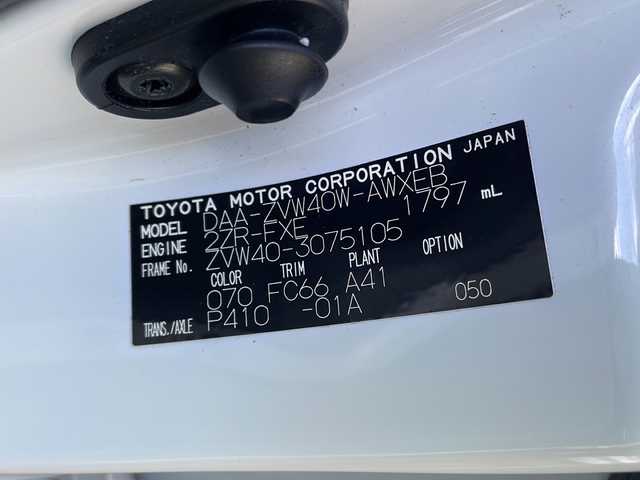 TOYOTA MOTOR CORPORATION JAPAN
MODEL DAA-ZVW40W-AWXEB
ENGINE 2ZR-FXE 1797 mL
FRAME No. ZVW40-3075105
COLOR TRIM PLANT OPTION
070 FC66 A41
TRANS./AXLE P410 -01A 050